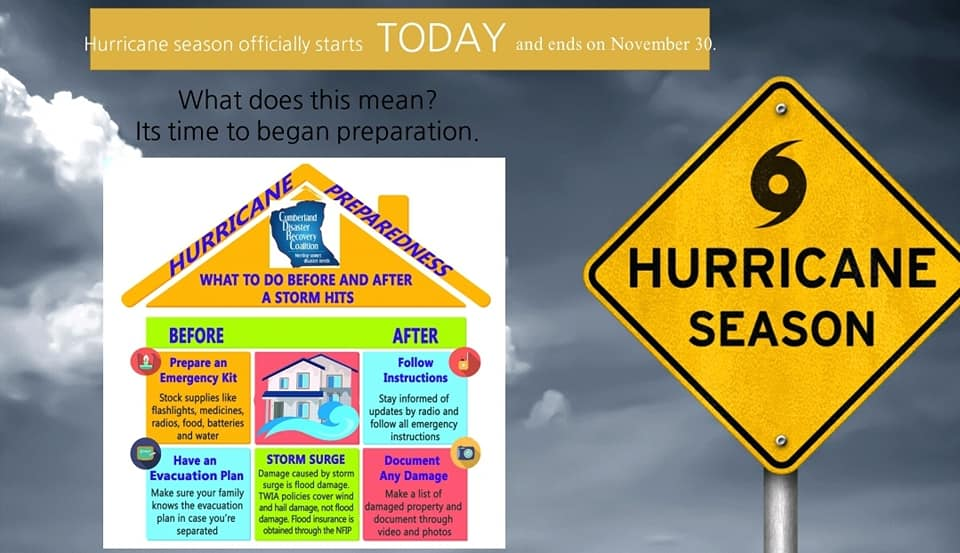 Hurricane season officially starts TODAY and ends on November 30.
What does this mean?
Its time to began preparation.
HURRICANE PREPAREDNESS
Cumberland
Disaster
Recovery
Coalition
WHAT TO DO BEFORE AND AFTER
A STORM HITS
BEFORE
AFTER
Prepare an
Emergency Kit
Stock supplies like
flashlights, medicines,
radios, food, batteries
and water
Follow
Instructions
Stay informed of
updates by radio and
follow all emergency
instructions
Have an
Evacuation Plan
Make sure your family
knows the evacuation
plan in case you're
separated
STORM SURGE
Damage caused by storm
surge is flood damage.
TWIA policies cover wind
and hail damage, not flood
damage. Flood insurance is
obtained through the NFIP
Document
Any Damage
Make a list of
damaged property and
document through
video and photos
HURRICANE
SEASON